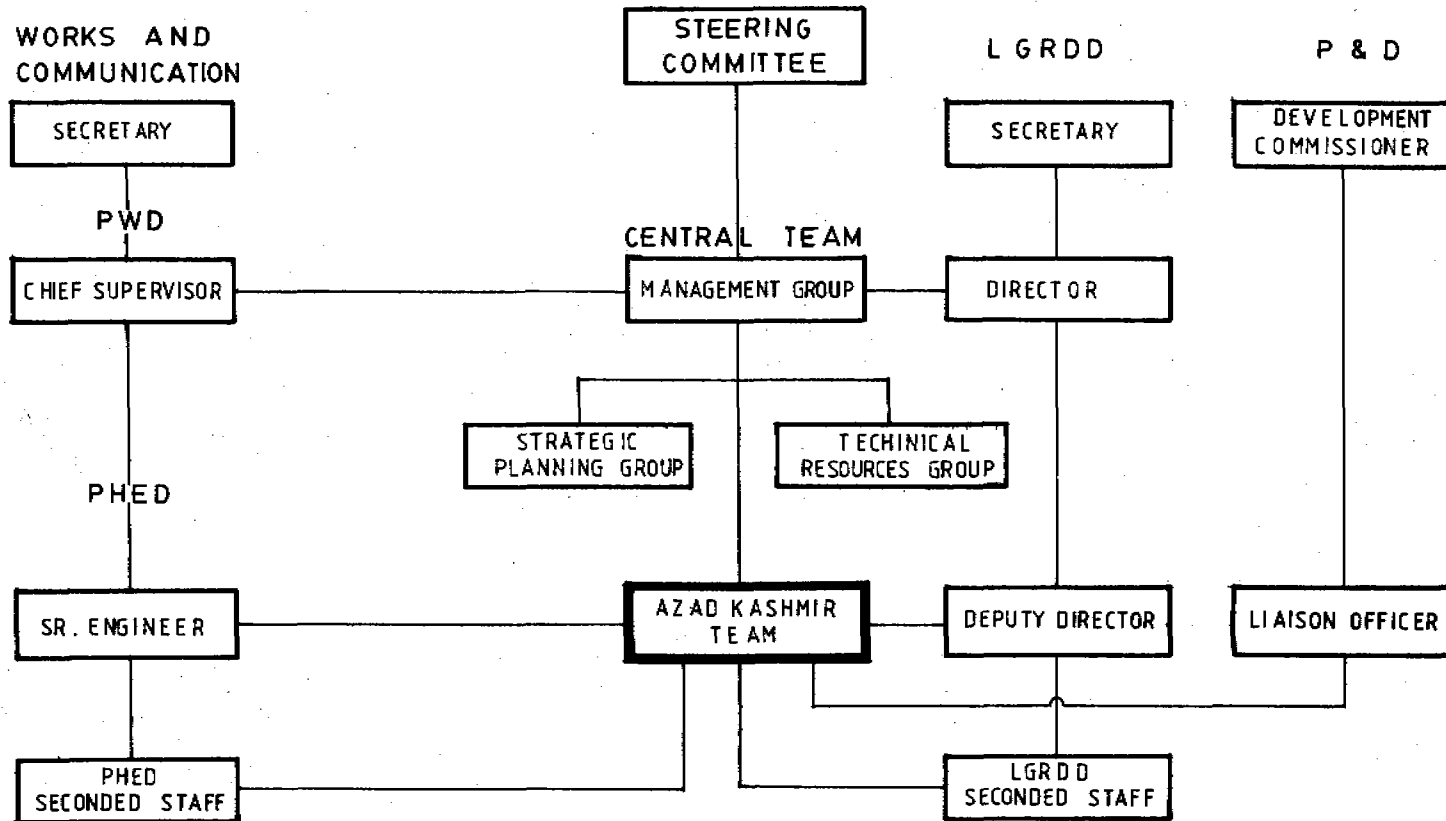 WORKS AND
COMMUNICATION
STEERING
COMMITTEE
LGRDD
P & D
SECRETARY
SECRETARY
DEVELOPMENT
COMMISSIONER
PWD
CENTRAL TEAM
CHIEF SUPERVISOR
MANAGEMENT GROUP
DIRECTOR
STRATEGIC
PLANNING GROUP
TECHINICAL
RESOURCES GROUP
PHED
SR. ENGINEER
AZAD KASHMIR
TEAM
DEPUTY DIRECTOR
LIAISON OFFICER
PHED
SECONDED STAFF
LGRDD
SECONDED STAFF